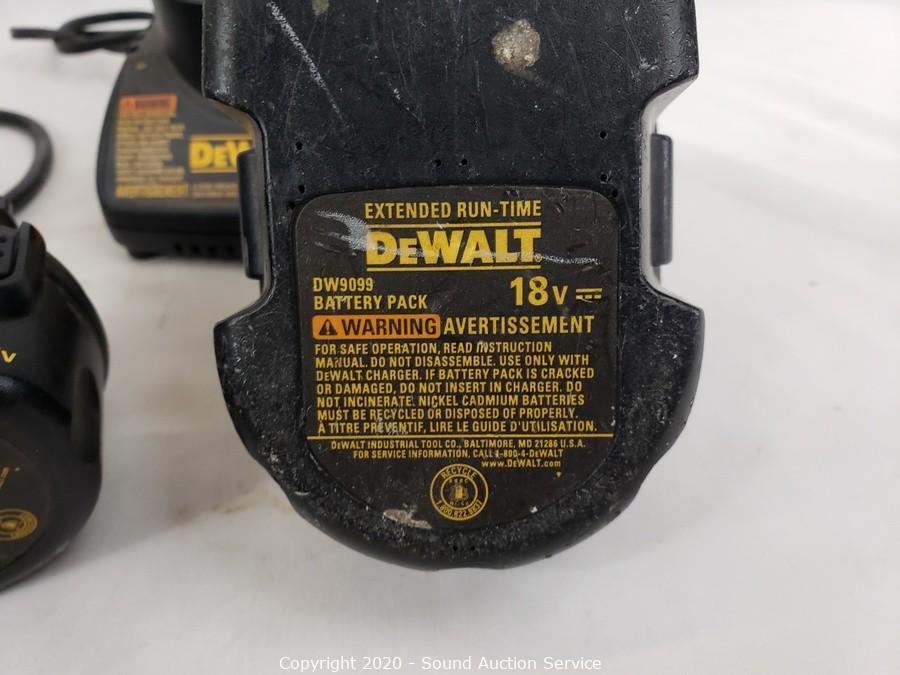 EXTENDED RUN-TIME
DEWALT®
DW9099
BATTERY PACK
18V
WARNING AVERTISSEMENT
FOR SAFE OPERATION, READ INSTRUCTION
MANUAL. DO NOT DISASSEMBLE. USE ONLY WITH
DEWALT CHARGER. IF BATTERY PACK IS CRACKED
OR DAMAGED, DO NOT INSERT IN CHARGER. DO
NOT INCINERATE. NICKEL CADMIUM BATTERIES
MUST BE RECYCLED OR DISPOSED OF PROPERLY.
À TITRE PRÉVENTIF, LIRE LE GUIDE D'UTILISATION.
DEWALT INDUSTRIAL TOOL CO., BALTIMORE, MD 21286 U.S.A.
FOR SERVICE INFORMATION, CALL 1-800-4-DEWALT
www.DEWALT.com
RECYCLE
RBRC
WARNING
DEW
AVERTISSEMENT
V
Copyright 2020 - Sound Auction Service